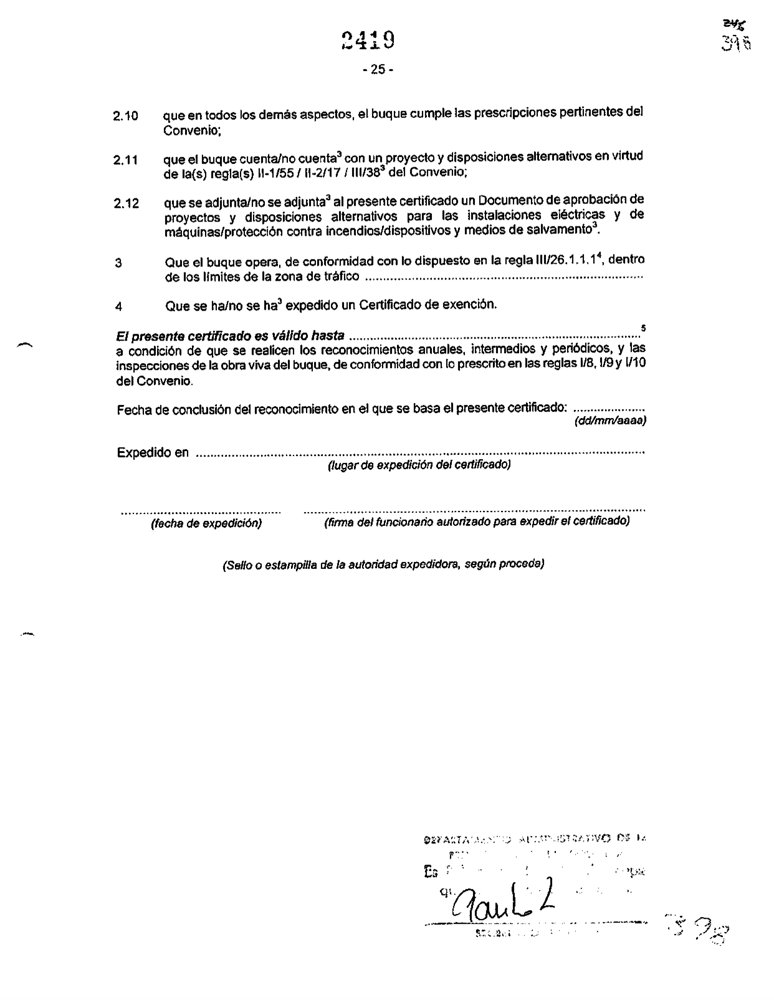 2419
398
- 25 -
2.10 que en todos los demás aspectos, el buque cumple las prescripciones pertinentes del
Convenio;
2.11 que el buque cuenta/no cuenta³ con un proyecto y disposiciones alternativos en virtud
de la(s) regla(s) II-1/55 / II-2/17 / III/38³ del Convenio;
2.12 que se adjunta/no se adjunta³ al presente certificado un Documento de aprobación de
proyectos y disposiciones alternativos para las instalaciones eléctricas y de
máquinas/protección contra incendios/dispositivos y medios de salvamento³.
3 Que el buque opera, de conformidad con lo dispuesto en la regla III/26.1.1.1⁴, dentro
de los límites de la zona de tráfico ..........................................................................
4 Que se ha/no se ha³ expedido un Certificado de exención.
El presente certificado es válido hasta ..............................................................................⁵
a condición de que se realicen los reconocimientos anuales, intermedios y periódicos, y las
inspecciones de la obra viva del buque, de conformidad con lo prescrito en las reglas I/8, I/9 y I/10
del Convenio.
Fecha de conclusión del reconocimiento en el que se basa el presente certificado: ....................
(dd/mm/aaaa)
Expedido en ..........................................................................................................................
(lugar de expedición del certificado)
........................................... ............................................................................................
(fecha de expedición) (firma del funcionario autorizado para expedir el certificado)
(Sello o estampilla de la autoridad expedidora, según proceda)
DEPARTAMENTO ADMINISTRATIVO DE LA
Es
398